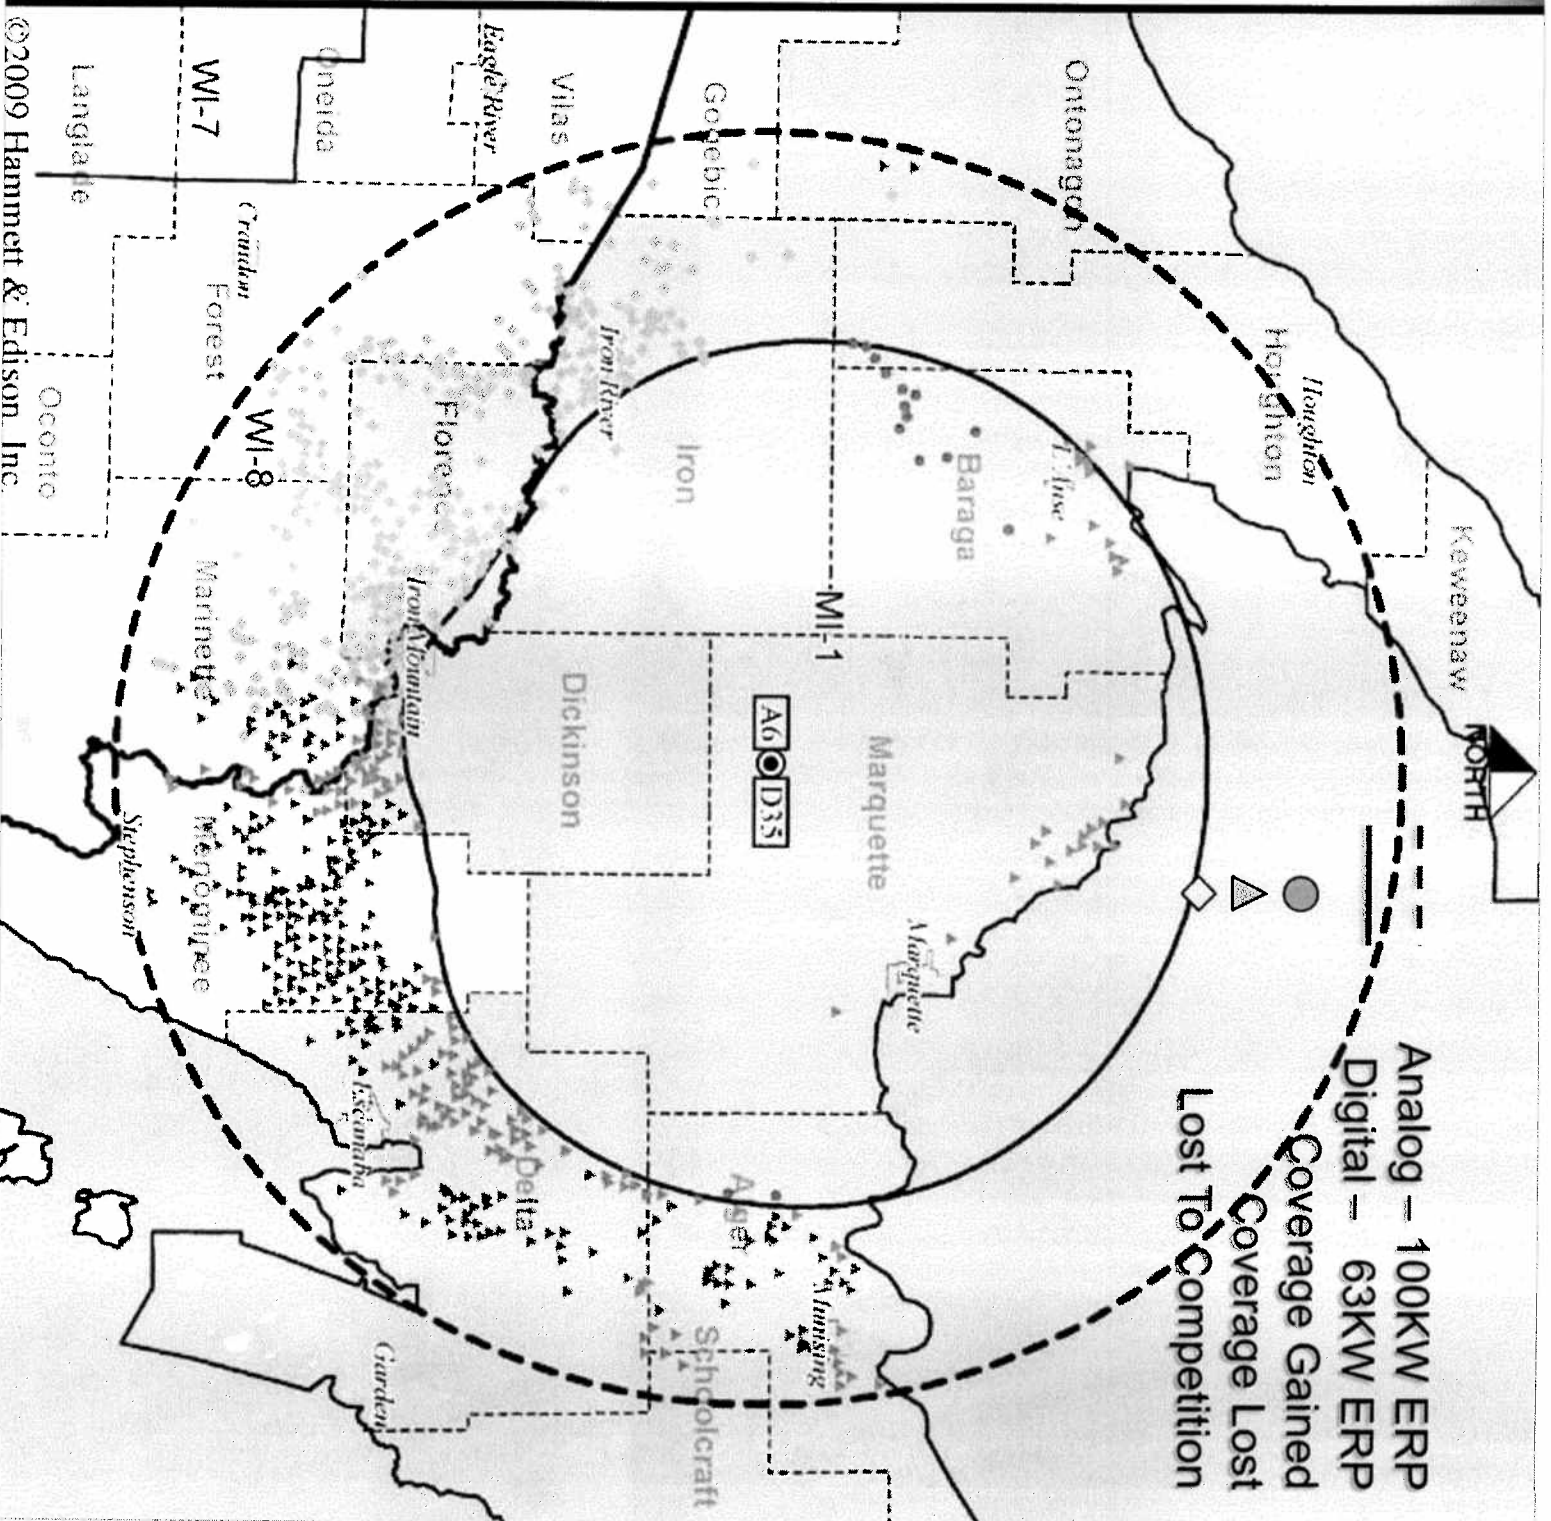 Analog – 100KW ERP
Digital – 63KW ERP
Coverage Gained
Coverage Lost
Lost To Competition
NORTH
Keweenaw
Houghton
Houghton
Ontonagon
L'Anse
Baraga
Marquette
Marquette
MI-1
A6
D35
Munising
Alger
Schoolcraft
Gogebic
Iron
Iron River
Dickinson
Delta
Vilas
Eagle River
Florence
Iron Mountain
Escanaba
Garden
Oneida
WI-7
Crandon
Forest
WI-8
Marinette
Menominee
Stephenson
Langlade
Oconto
©2009 Hammett & Edison, Inc.